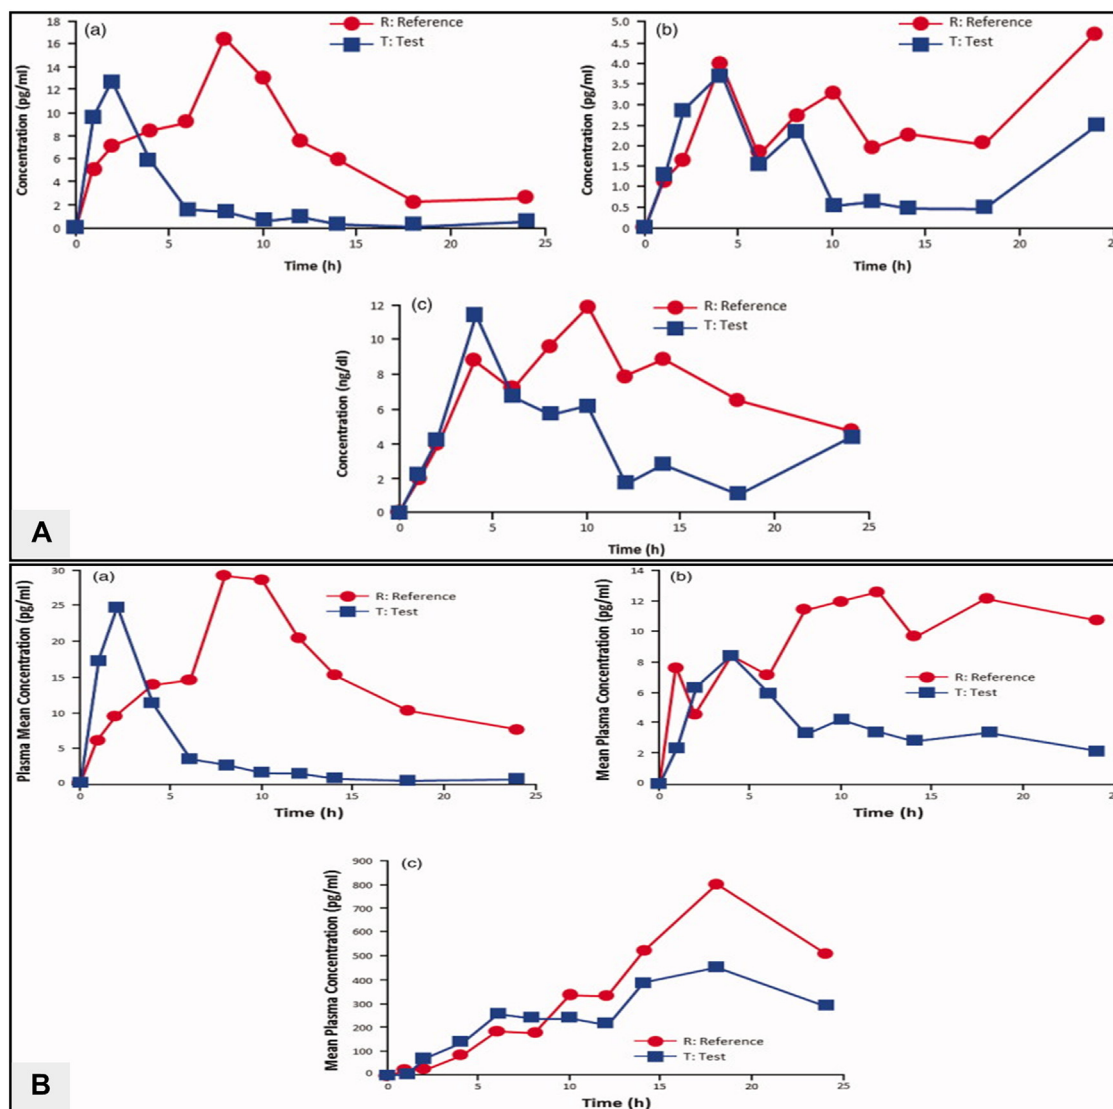 (a)
R: Reference
T: Test
18
16
14
12
10
8
6
4
2
0
Concentration (pg/ml)
0 5 10 15 20 25
Time (h)
(b)
R: Reference
T: Test
5.0
4.5
4.0
3.5
3.0
2.5
2.0
1.5
1.0
0.5
0
Concentration (pg/ml)
0 5 10 15 20 2
Time (h)
(c)
R: Reference
T: Test
12
10
8
6
4
2
0
Concentration (ng/dl)
0 5 10 15 20 25
Time (h)
A
(a)
R: Reference
T: Test
30
25
20
15
10
5
0
Plasma Mean Concentration (pg/ml)
0 5 10 15 20 25
Time (h)
(b)
R: Reference
T: Test
14
12
10
8
6
4
2
0
Mean Plasma Concentration (pg/ml)
0 5 10 15 20 2
Time (h)
(c)
R: Reference
T: Test
900
800
700
600
500
400
300
200
100
0
Mean Plasma Concentration (pg/ml)
0 5 10 15 20 25
Time (h)
B